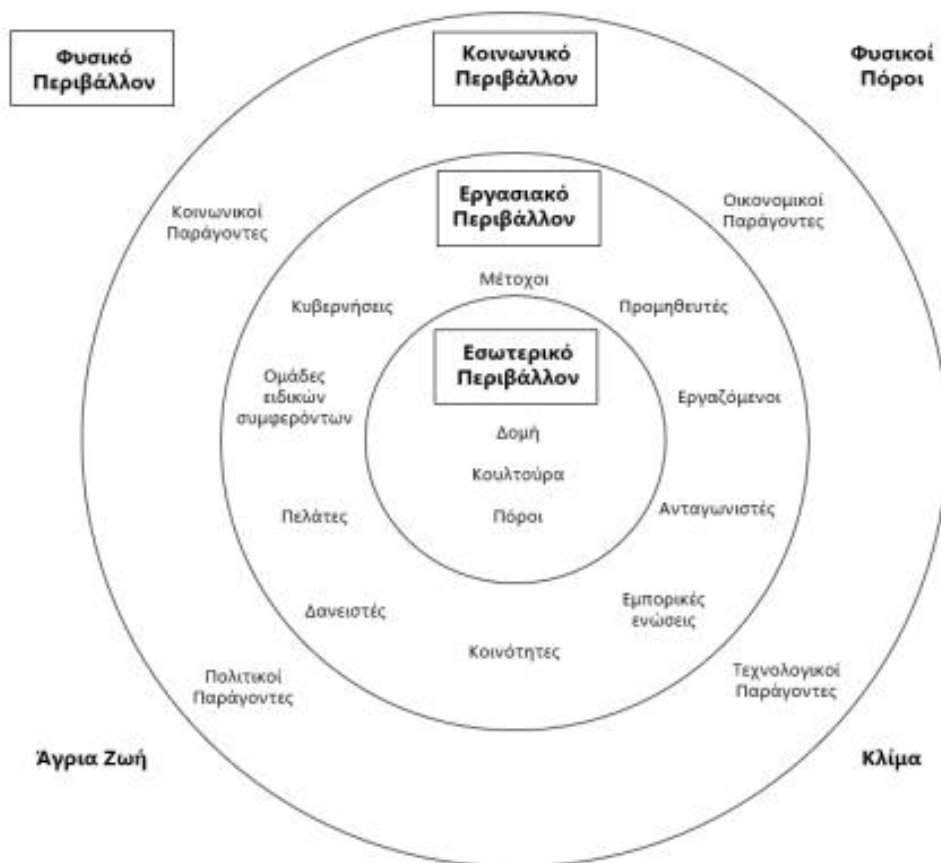 Φυσικό
Περιβάλλον
Κοινωνικό
Περιβάλλον
Φυσικοί
Πόροι
Εργασιακό
Περιβάλλον
Κοινωνικοί
Παράγοντες
Οικονομικοί
Παράγοντες
Μέτοχοι
Κυβερνήσεις
Προμηθευτές
Εσωτερικό
Περιβάλλον
Ομάδες
ειδικών
συμφερόντων
Εργαζόμενοι
Δομή
Κουλτούρα
Πόροι
Πελάτες
Ανταγωνιστές
Δανειστές
Εμπορικές
ενώσεις
Κοινότητες
Πολιτικοί
Παράγοντες
Τεχνολογικοί
Παράγοντες
Άγρια Ζωή
Κλίμα